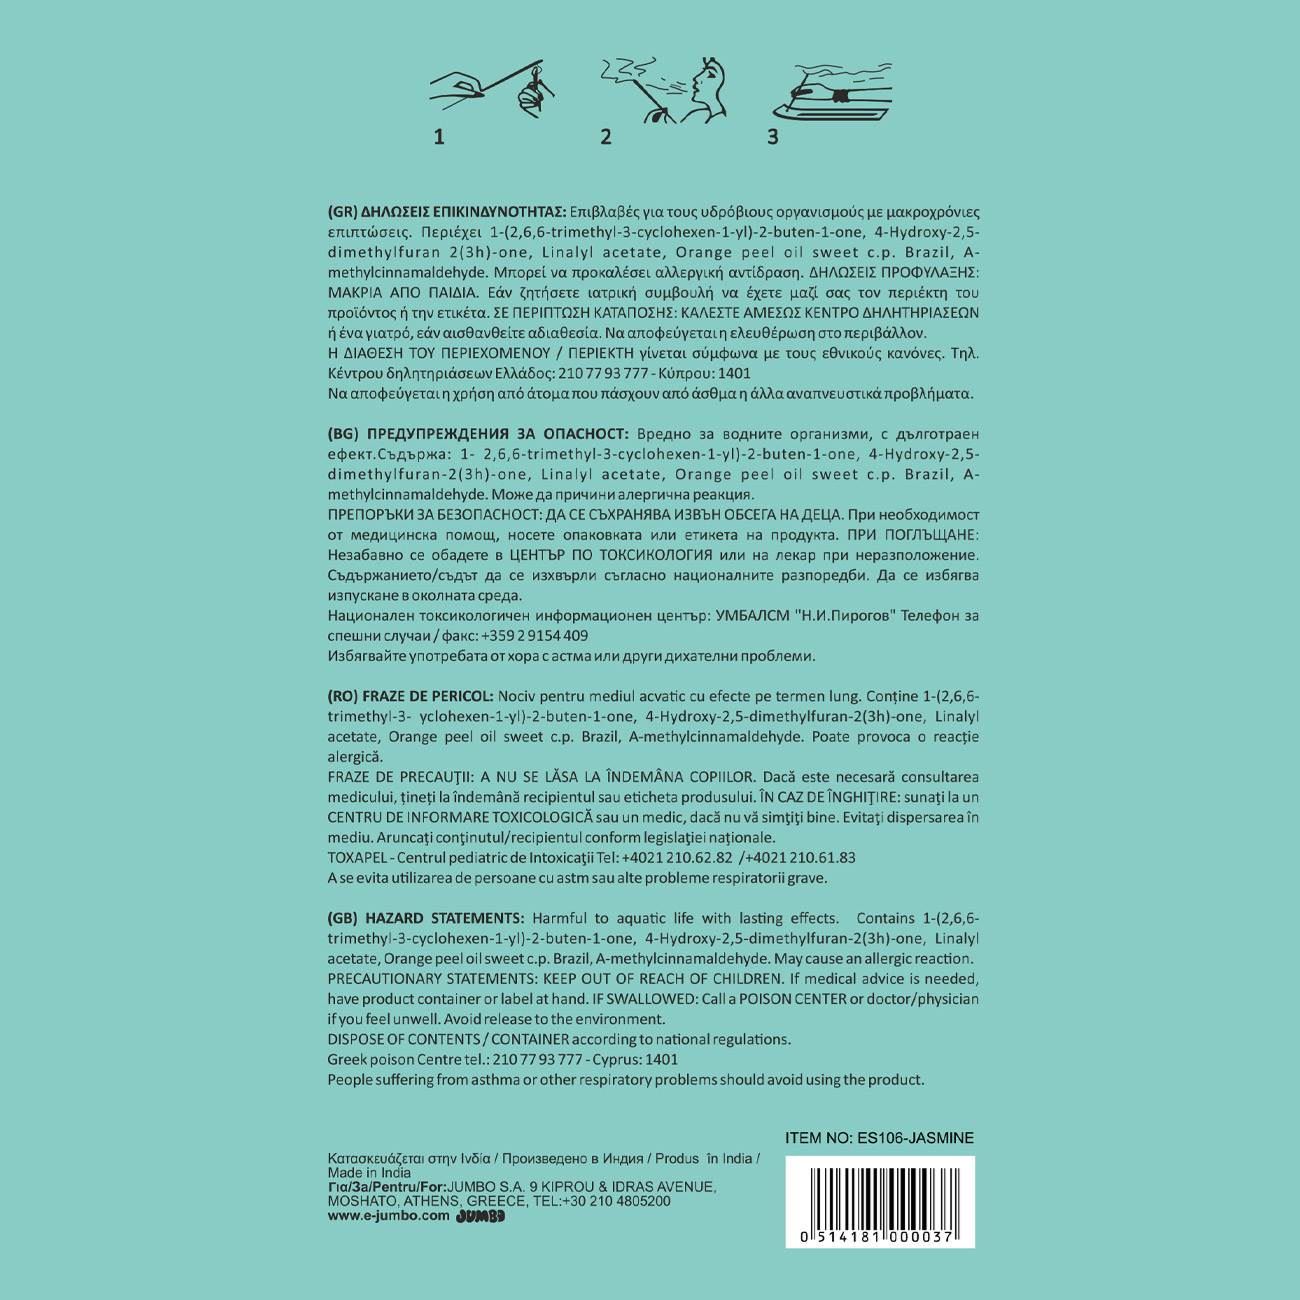 1
2
3
(GR) ΔΗΛΩΣΕΙΣ ΕΠΙΚΙΝΔΥΝΟΤΗΤΑΣ: Επιβλαβές για τους υδρόβιους οργανισμούς με μακροχρόνιες
επιπτώσεις. Περιέχει 1-(2,6,6-trimethyl-3-cyclohexen-1-yl)-2-buten-1-one, 4-Hydroxy-2,5-
dimethylfuran 2(3h)-one, Linalyl acetate, Orange peel oil sweet c.p. Brazil, A-
methylcinnamaldehyde. Μπορεί να προκαλέσει αλλεργική αντίδραση. ΔΗΛΩΣΕΙΣ ΠΡΟΦΥΛΑΞΗΣ:
ΜΑΚΡΙΑ ΑΠΟ ΠΑΙΔΙΑ. Εάν ζητήσετε ιατρική συμβουλή να έχετε μαζί σας τον περιέκτη του
προϊόντος ή την ετικέτα. ΣΕ ΠΕΡΙΠΤΩΣΗ ΚΑΤΑΠΟΣΗΣ: ΚΑΛΕΣΤΕ ΑΜΕΣΩΣ ΚΕΝΤΡΟ ΔΗΛΗΤΗΡΙΑΣΕΩΝ
ή ένα γιατρό, εάν αισθανθείτε αδιαθεσία. Να αποφεύγεται η ελευθέρωση στο περιβάλλον.
Η ΔΙΑΘΕΣΗ ΤΟΥ ΠΕΡΙΕΧΟΜΕΝΟΥ / ΠΕΡΙΕΚΤΗ γίνεται σύμφωνα με τους εθνικούς κανόνες. Τηλ.
Κέντρου δηλητηριάσεων Ελλάδος: 210 77 93 777 - Κύπρου: 1401
Να αποφεύγεται η χρήση από άτομα που πάσχουν από άσθμα η άλλα αναπνευστικά προβλήματα.
(BG) ПРЕДУПРЕЖДЕНИЯ ЗА ОПАСНОСТ: Вредно за водните организми, с дълготраен
ефект.Съдържа: 1- 2,6,6-trimethyl-3-cyclohexen-1-yl)-2-buten-1-one, 4-Hydroxy-2,5-
dimethylfuran-2(3h)-one, Linalyl acetate, Orange peel oil sweet c.p. Brazil, A-
methylcinnamaldehyde. Може да причини алергична реакция.
ПРЕПОРЪКИ ЗА БЕЗОПАСНОСТ: ДА СЕ СЪХРАНЯВА ИЗВЪН ОБСЕГА НА ДЕЦА. При необходимост
от медицинска помощ, носете опаковката или етикета на продукта. ПРИ ПОГЛЪЩАНЕ:
Незабавно се обадете в ЦЕНТЪР ПО ТОКСИКОЛОГИЯ или на лекар при неразположение.
Съдържанието/съдът да се изхвърли съгласно националните разпоредби. Да се избягва
изпускане в околната среда.
Национален токсикологичен информационен център: УМБАЛСМ "Н.И.Пирогов" Телефон за
спешни случаи / факс: +359 2 9154 409
Избягвайте употребата от хора с астма или други дихателни проблеми.
(RO) FRAZE DE PERICOL: Nociv pentru mediul acvatic cu efecte pe termen lung. Conține 1-(2,6,6-
trimethyl-3- yclohexen-1-yl)-2-buten-1-one, 4-Hydroxy-2,5-dimethylfuran-2(3h)-one, Linalyl
acetate, Orange peel oil sweet c.p. Brazil, A-methylcinnamaldehyde. Poate provoca o reacție
alergică.
FRAZE DE PRECAUŢII: A NU SE LĂSA LA ÎNDEMÂNA COPIILOR. Dacă este necesară consultarea
medicului, țineți la îndemână recipientul sau eticheta produsului. ÎN CAZ DE ÎNGHIŢIRE: sunați la un
CENTRU DE INFORMARE TOXICOLOGICĂ sau un medic, dacă nu vă simțiți bine. Evitați dispersarea în
mediu. Aruncați conținutul/recipientul conform legislației naționale.
TOXAPEL - Centrul pediatric de Intoxicații Tel: +4021 210.62.82 /+4021 210.61.83
A se evita utilizarea de persoane cu astm sau alte probleme respiratorii grave.
(GB) HAZARD STATEMENTS: Harmful to aquatic life with lasting effects. Contains 1-(2,6,6-
trimethyl-3-cyclohexen-1-yl)-2-buten-1-one, 4-Hydroxy-2,5-dimethylfuran-2(3h)-one, Linalyl
acetate, Orange peel oil sweet c.p. Brazil, A-methylcinnamaldehyde. May cause an allergic reaction.
PRECAUTIONARY STATEMENTS: KEEP OUT OF REACH OF CHILDREN. If medical advice is needed,
have product container or label at hand. IF SWALLOWED: Call a POISON CENTER or doctor/physician
if you feel unwell. Avoid release to the environment.
DISPOSE OF CONTENTS / CONTAINER according to national regulations.
Greek poison Centre tel.: 210 77 93 777 - Cyprus: 1401
People suffering from asthma or other respiratory problems should avoid using the product.
ITEM NO: ES106-JASMINE
Κατασκευάζεται στην Ινδία / Произведено в Индия / Produs în India /
Made in India
Για/За/Pentru/For:JUMBO S.A. 9 KIPROU & IDRAS AVENUE,
MOSHATO, ATHENS, GREECE, TEL:+30 210 4805200
www.e-jumbo.com JUMBO
0 514181 000037